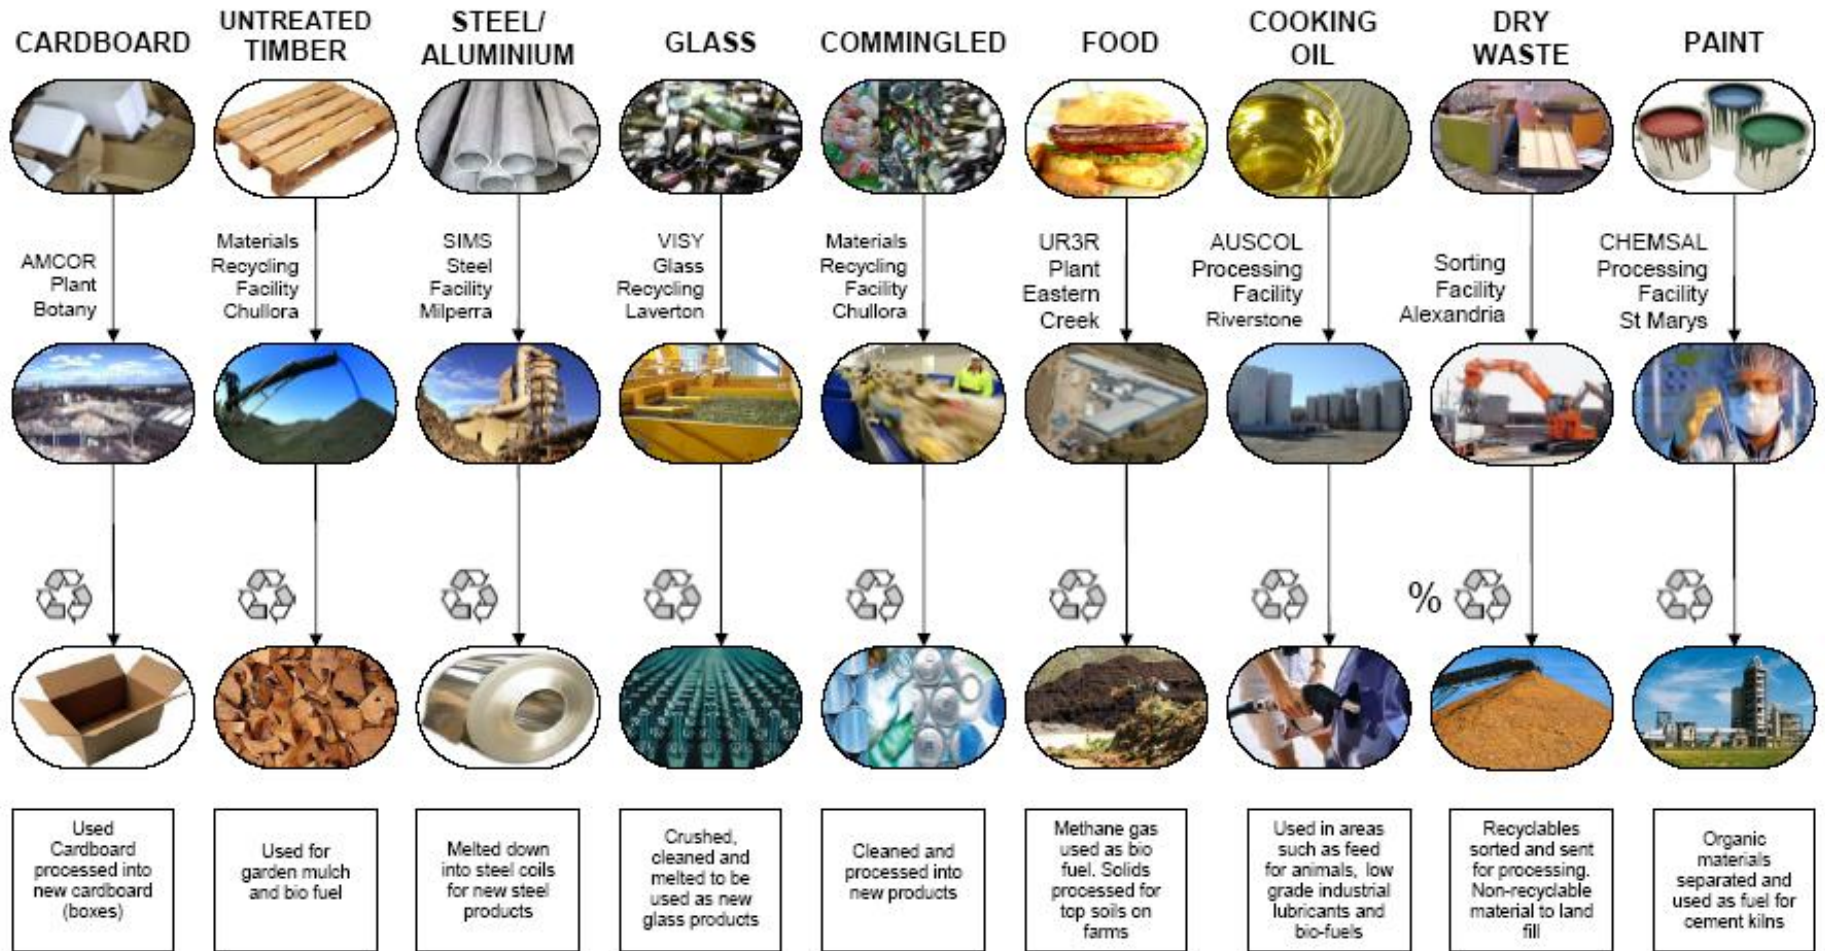 CARDBOARD
UNTREATED
TIMBER
STEEL/
ALUMINIUM
GLASS
COMMINGLED
FOOD
COOKING
OIL
DRY
WASTE
PAINT
AMCOR
Plant
Botany
Materials
Recycling
Facility
Chullora
SIMS
Steel
Facility
Milperra
VISY
Glass
Recycling
Laverton
Materials
Recycling
Facility
Chullora
UR3R
Plant
Eastern
Creek
AUSCOL
Processing
Facility
Riverstone
Sorting
Facility
Alexandria
CHEMSAL
Processing
Facility
St Marys
%
Used
Cardboard
processed into
new cardboard
(boxes)
Used for
garden mulch
and bio fuel
Melted down
into steel coils
for new steel
products
Crushed,
cleaned and
melted to be
used as new
glass products
Cleaned and
processed into
new products
Methane gas
used as bio
fuel. Solids
processed for
top soils on
farms
Used in areas
such as feed
for animals, low
grade industrial
lubricants and
bio-fuels
Recyclables
sorted and sent
for processing.
Non-recyclable
material to land
fill
Organic
materials
separated and
used as fuel for
cement kilns